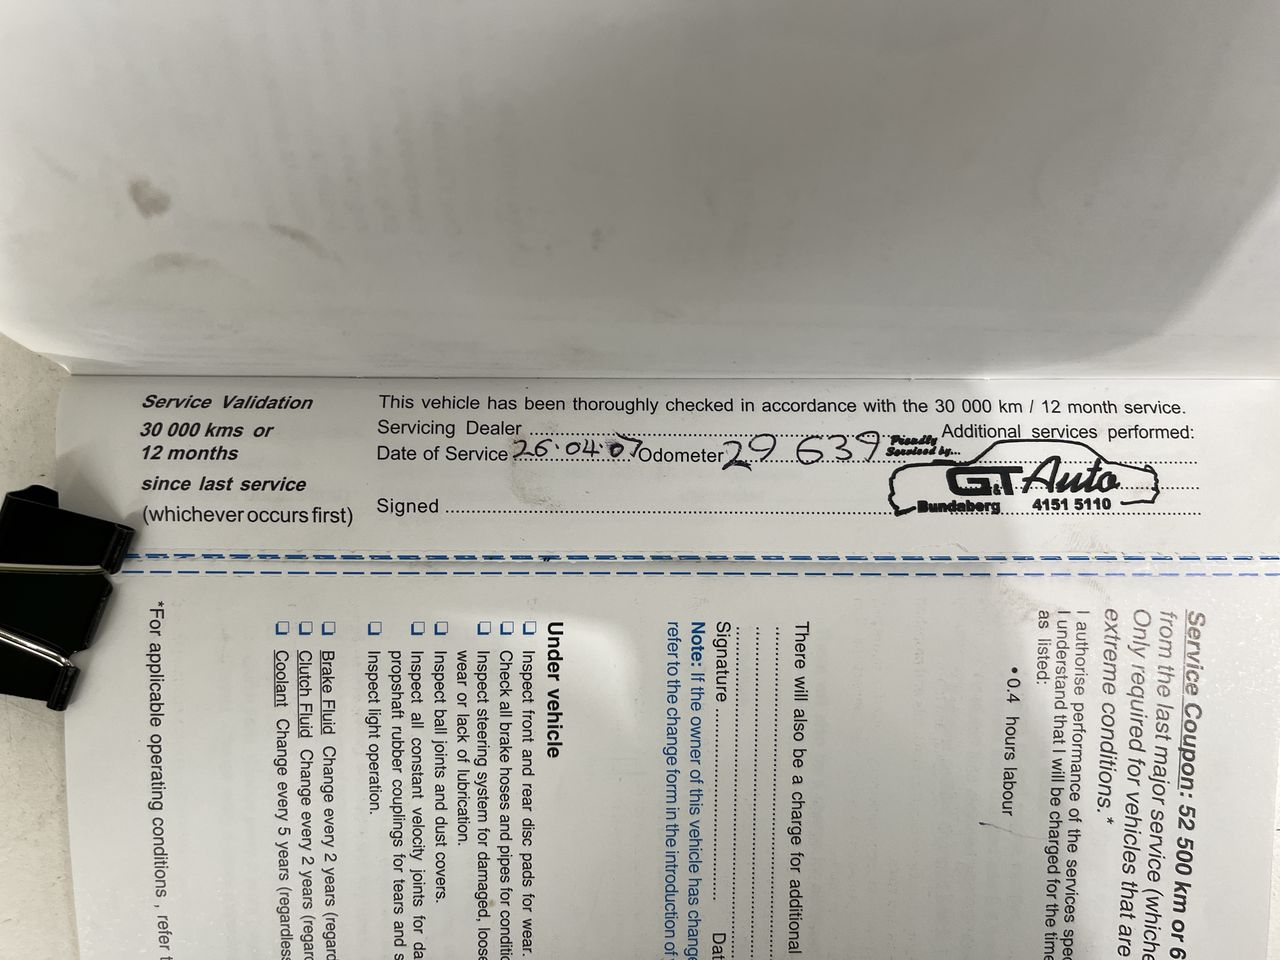 Service Validation
30 000 kms or
12 months
since last service
(whichever occurs first)
This vehicle has been thoroughly checked in accordance with the 30 000 km / 12 month service.
Servicing Dealer
Additional services performed:
Date of Service 26.04.07 Odometer 29 639
Signed
Proudly
Serviced by...
G&T Auto
Bundaberg 4151 5110
Service Coupon: 52 500 km or 6
from the last major service (whiche
Only required for vehicles that are
extreme conditions.*
I authorise performance of the services spec
I understand that I will be charged for the time
as listed:
• 0.4 hours labour
There will also be a charge for additional
Signature ........ Dat
Note: If the owner of this vehicle has change
refer to the change form in the introduction of
Under vehicle
❏ Inspect front and rear disc pads for wear.
❏ Check all brake hoses and pipes for conditio
❏ Inspect steering system for damaged, loose
wear or lack of lubrication.
❏ Inspect ball joints and dust covers.
❏ Inspect all constant velocity joints for da
propshaft rubber couplings for tears and s
❏ Inspect light operation.
❏ Brake Fluid Change every 2 years (regard
❏ Clutch Fluid Change every 2 years (regar
❏ Coolant Change every 5 years (regardless
*For applicable operating conditions , refer t